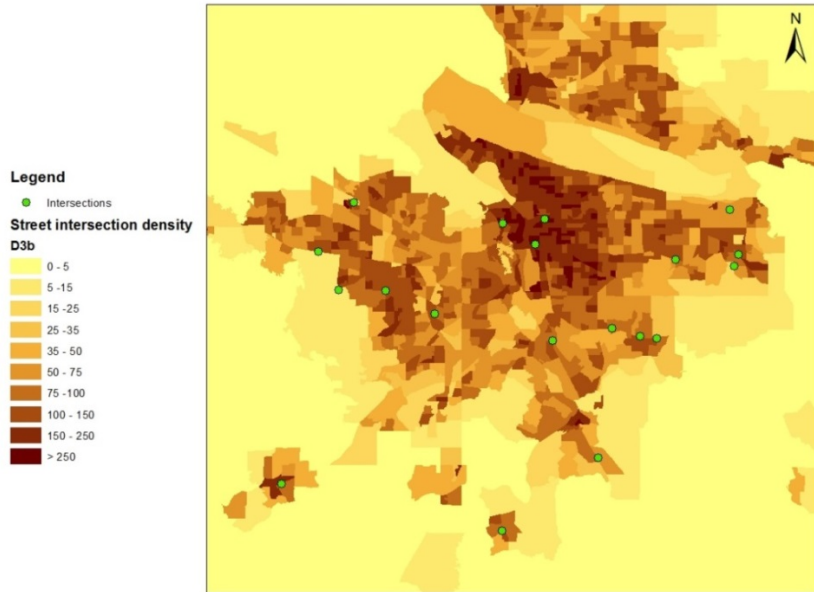 N
Legend
Intersections
Street intersection density
D3b
0 - 5
5 -15
15 -25
25 -35
35 - 50
50 - 75
75 -100
100 - 150
150 - 250
> 250